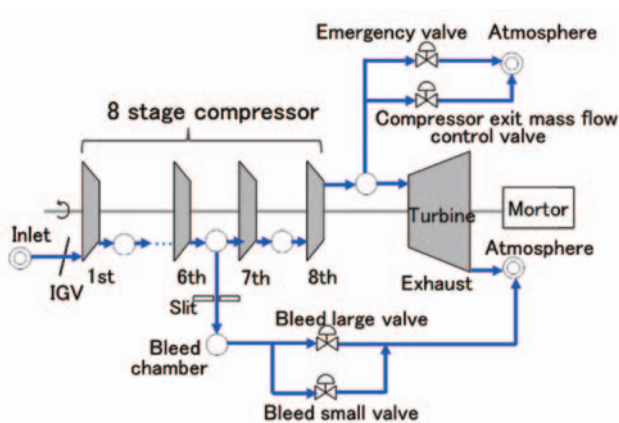 Emergency valve
Atmosphere
8 stage compressor
Compressor exit mass flow
control valve
Turbine
Mortor
Inlet
IGV
1st
6th
7th
8th
Exhaust
Atmosphere
Slit
Bleed
chamber
Bleed large valve
Bleed small valve